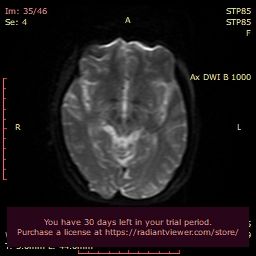 Im: 35/46
Se: 4
STP85
STP85
F
A
Ax DWI B 1000
R
L
You have 30 days left in your trial period.
Purchase a license at https://radiantviewer.com/store/